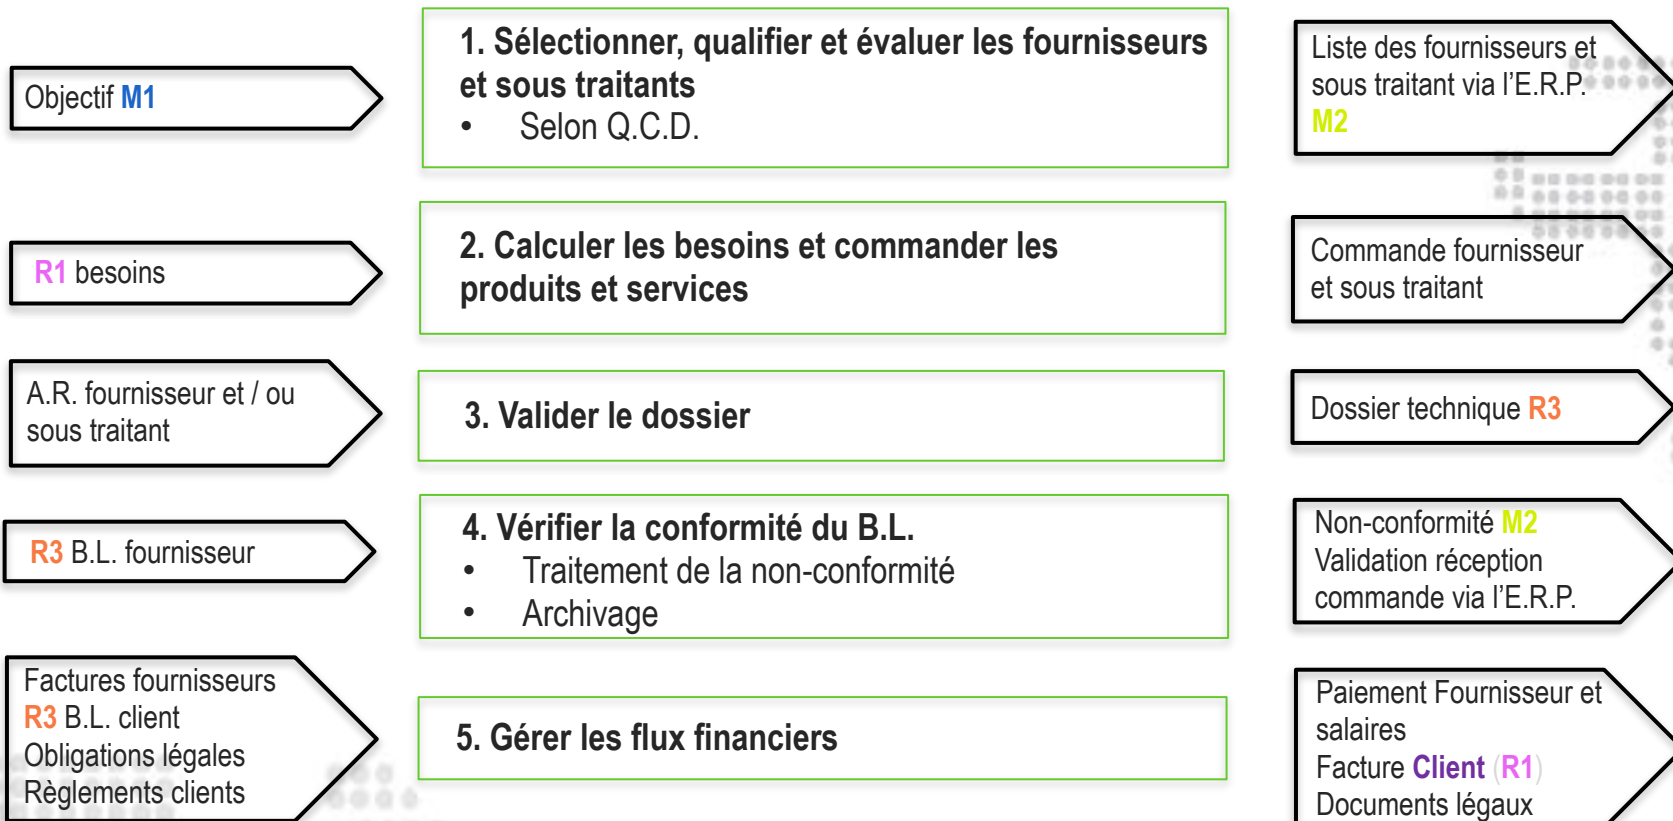 Objectif M1
1. Sélectionner, qualifier et évaluer les fournisseurs
et sous traitants
• Selon Q.C.D.
Liste des fournisseurs et
sous traitant via l'E.R.P.
M2
R1 besoins
2. Calculer les besoins et commander les
produits et services
Commande fournisseur
et sous traitant
A.R. fournisseur et / ou
sous traitant
3. Valider le dossier
Dossier technique R3
R3 B.L. fournisseur
4. Vérifier la conformité du B.L.
• Traitement de la non-conformité
• Archivage
Non-conformité M2
Validation réception
commande via l'E.R.P.
Factures fournisseurs
R3 B.L. client
Obligations légales
Règlements clients
5. Gérer les flux financiers
Paiement Fournisseur et
salaires
Facture Client (R1)
Documents légaux